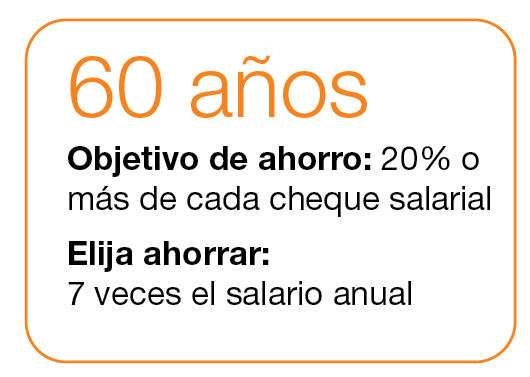 60 años
Objetivo de ahorro: 20% o
más de cada cheque salarial
Elija ahorrar:
7 veces el salario anual